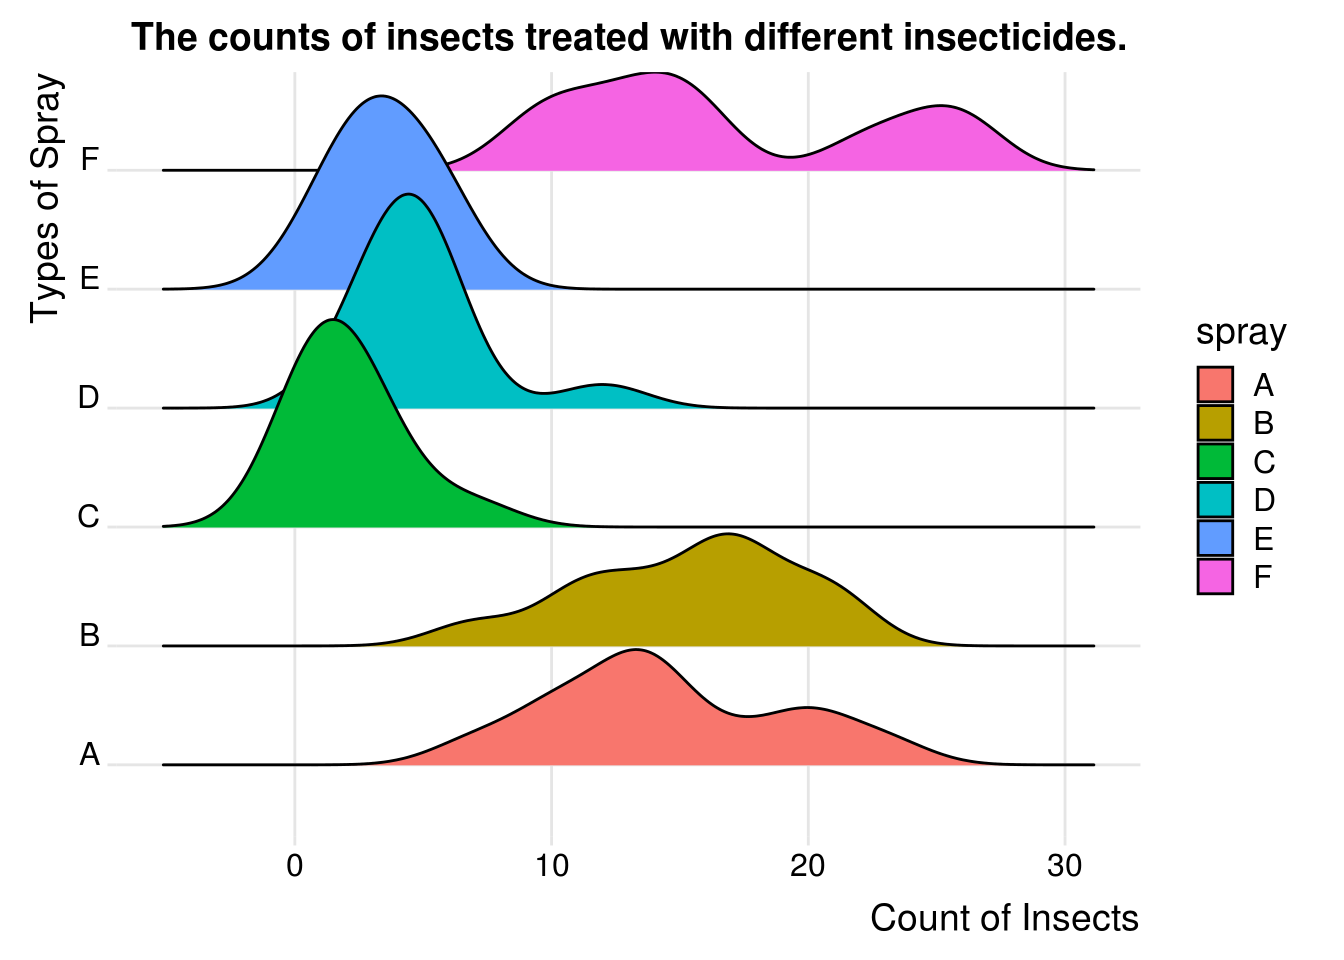 The counts of insects treated with different insecticides.
Types of Spray
F
E
D
C
B
A
0 10 20 30
Count of Insects
spray
A
B
C
D
E
F